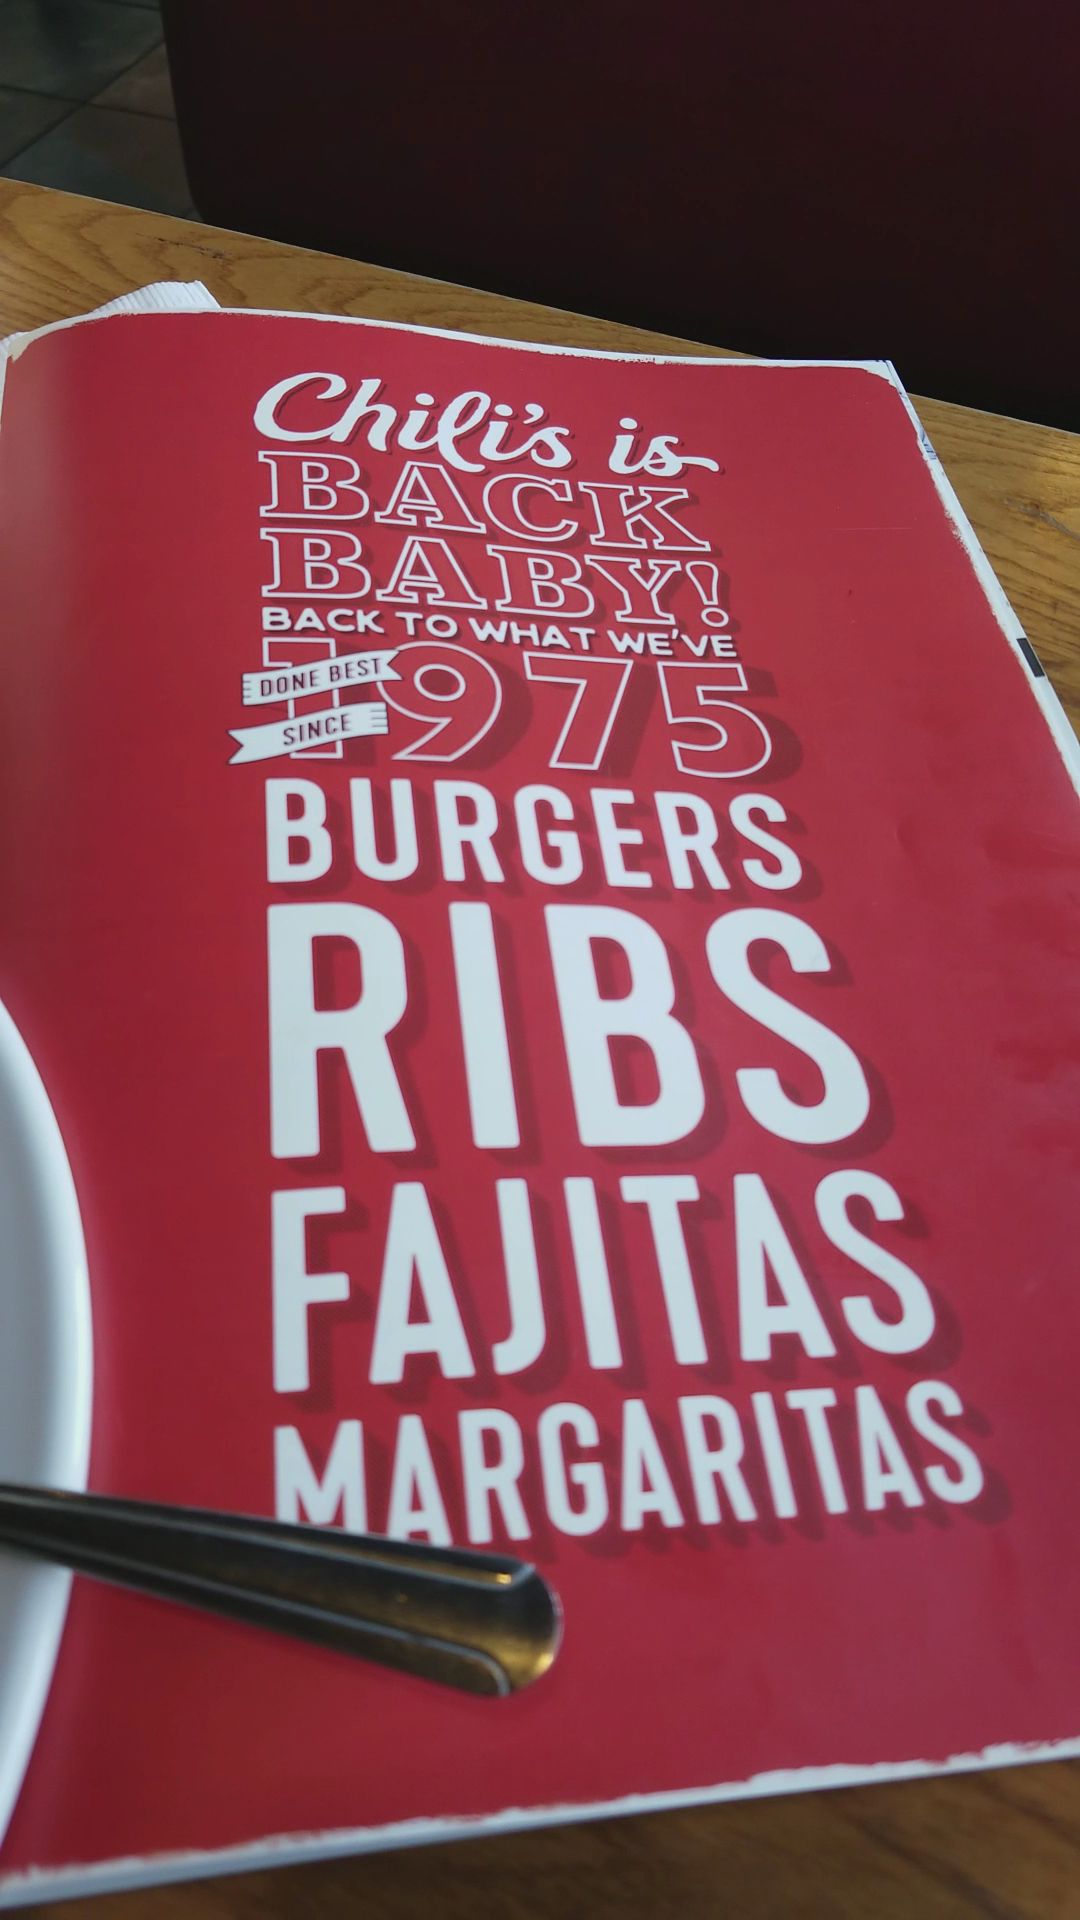 Chili's is
BACK
BABY!
BACK TO WHAT WE'VE
DONE BEST
SINCE
1975
BURGERS
RIBS
FAJITAS
MARGARITAS